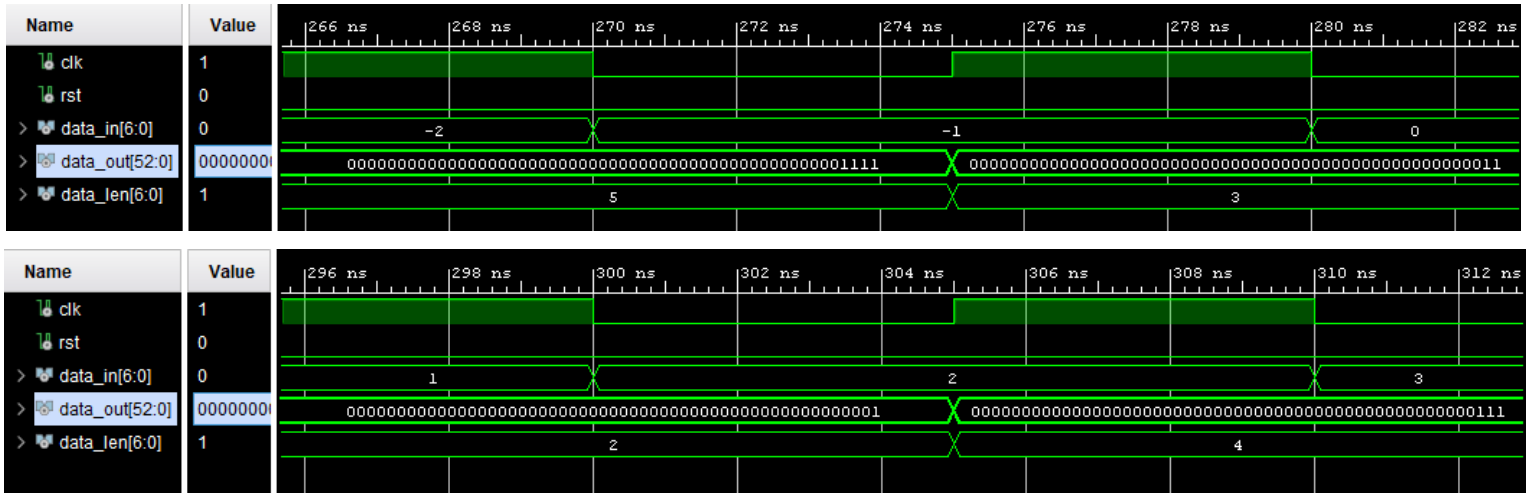 Name Value 266 ns 268 ns 270 ns 272 ns 274 ns 276 ns 278 ns 280 ns 282 ns
clk 1
rst 0
data_in[6:0] 0 -2 -1 0
data_out[52:0] 00000000 00000000000000000000000000000000000000000000000001111 00000000000000000000000000000000000000000000000000011
data_len[6:0] 1 5 3
Name Value 296 ns 298 ns 300 ns 302 ns 304 ns 306 ns 308 ns 310 ns 312 ns
clk 1
rst 0
data_in[6:0] 0 1 2 3
data_out[52:0] 00000000 00000000000000000000000000000000000000000000000000001 00000000000000000000000000000000000000000000000000111
data_len[6:0] 1 2 4